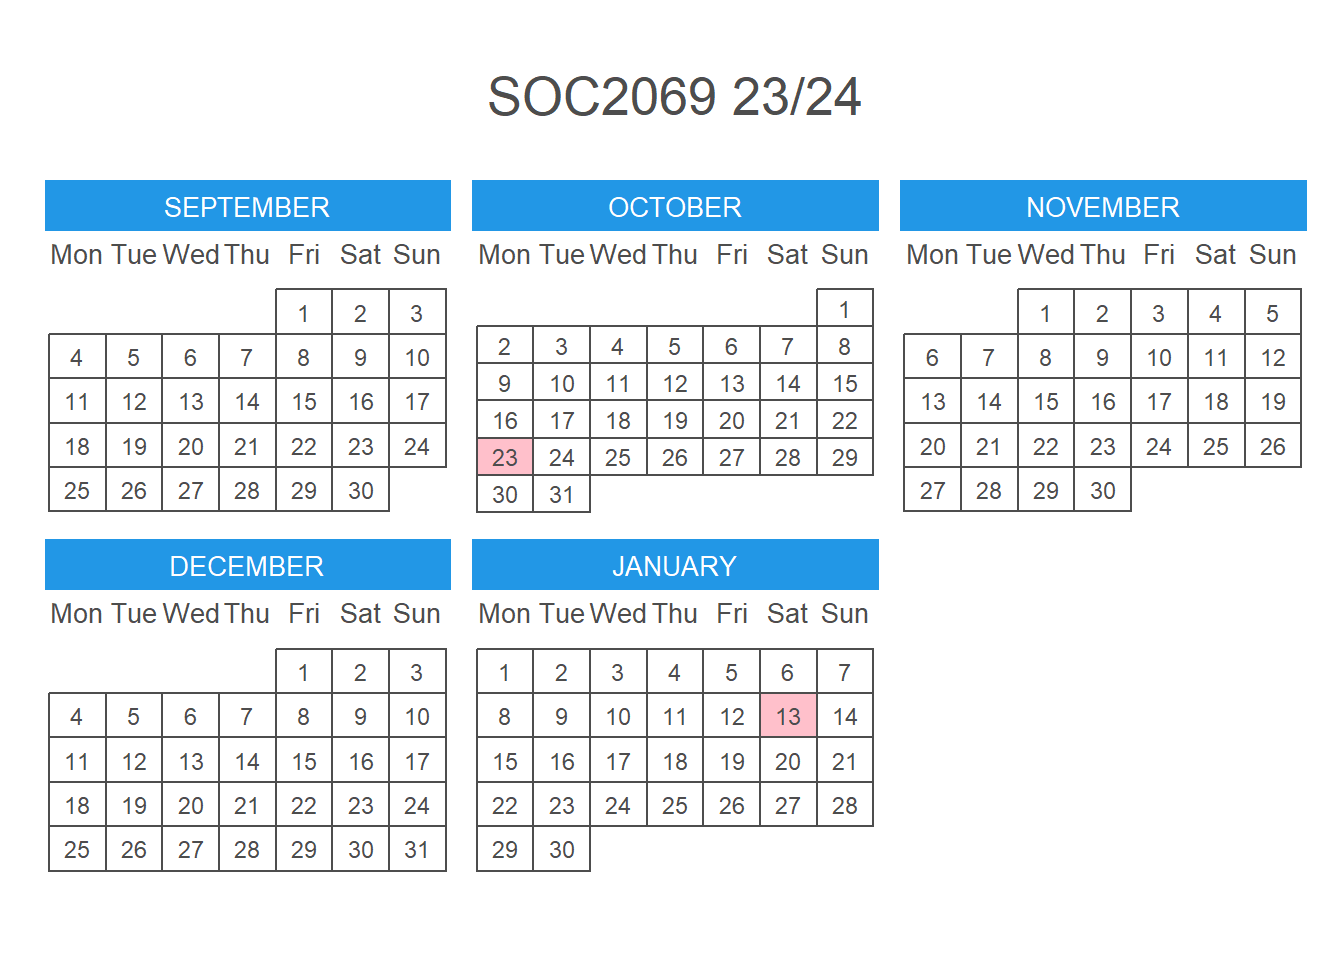 SOC2069 23/24
SEPTEMBER
Mon Tue Wed Thu Fri Sat Sun
1 2 3
4 5 6 7 8 9 10
11 12 13 14 15 16 17
18 19 20 21 22 23 24
25 26 27 28 29 30
OCTOBER
Mon Tue Wed Thu Fri Sat Sun
1
2 3 4 5 6 7 8
9 10 11 12 13 14 15
16 17 18 19 20 21 22
23 24 25 26 27 28 29
30 31
NOVEMBER
Mon Tue Wed Thu Fri Sat Sun
1 2 3 4 5
6 7 8 9 10 11 12
13 14 15 16 17 18 19
20 21 22 23 24 25 26
27 28 29 30
DECEMBER
Mon Tue Wed Thu Fri Sat Sun
1 2 3
4 5 6 7 8 9 10
11 12 13 14 15 16 17
18 19 20 21 22 23 24
25 26 27 28 29 30 31
JANUARY
Mon Tue Wed Thu Fri Sat Sun
1 2 3 4 5 6 7
8 9 10 11 12 13 14
15 16 17 18 19 20 21
22 23 24 25 26 27 28
29 30